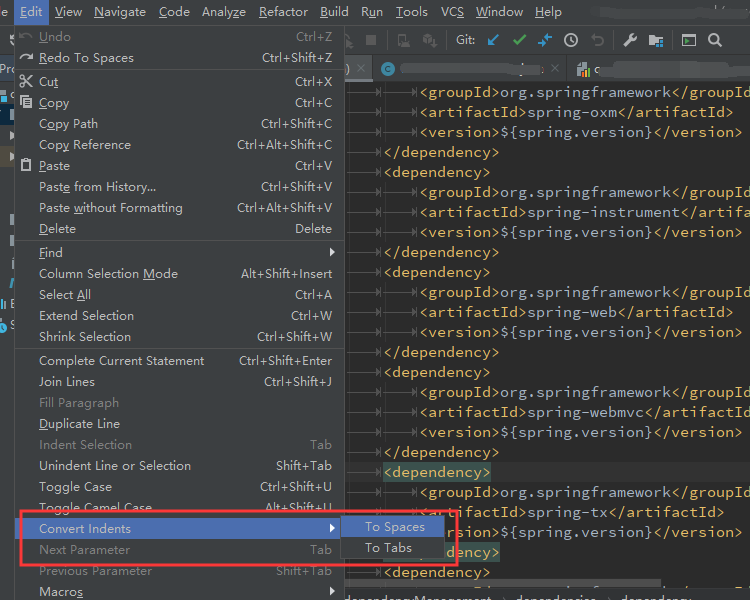 Edit View Navigate Code Analyze Refactor Build Run Tools VCS Window Help
Undo Ctrl+Z
Redo To Spaces Ctrl+Shift+Z
Git:
Cut Ctrl+X
Copy Ctrl+C
Copy Path Ctrl+Shift+C
Copy Reference Ctrl+Alt+Shift+C
Paste Ctrl+V
Paste from History... Ctrl+Shift+V
Paste without Formatting Ctrl+Alt+Shift+V
Delete Delete
Find
Column Selection Mode Alt+Shift+Insert
Select All Ctrl+A
Extend Selection Ctrl+W
Shrink Selection Ctrl+Shift+W
Complete Current Statement Ctrl+Shift+Enter
Join Lines Ctrl+Shift+J
Fill Paragraph
Duplicate Line
Indent Selection Tab
Unindent Line or Selection Shift+Tab
Toggle Case Ctrl+Shift+U
Toggle Camel Case Alt+Shift+U
Convert Indents
Next Parameter Tab
Previous Parameter Shift+Tab
Macros
To Spaces
To Tabs
<groupId>org.springframework</groupId
<artifactId>spring-oxm</artifactId>
<version>${spring.version}</version>
</dependency>
<dependency>
<groupId>org.springframework</groupId
<artifactId>spring-instrument</artifa
<version>${spring.version}</version>
</dependency>
<dependency>
<groupId>org.springframework</groupId
<artifactId>spring-web</artifactId>
<version>${spring.version}</version>
</dependency>
<dependency>
<groupId>org.springframework</groupId
<artifactId>spring-webmvc</artifactId
<version>${spring.version}</version>
</dependency>
<dependency>
<groupId>org.springframework</groupId
<artifactId>spring-tx</artifactId>
rsion>${spring.version}</version>
dency>
<dependency>